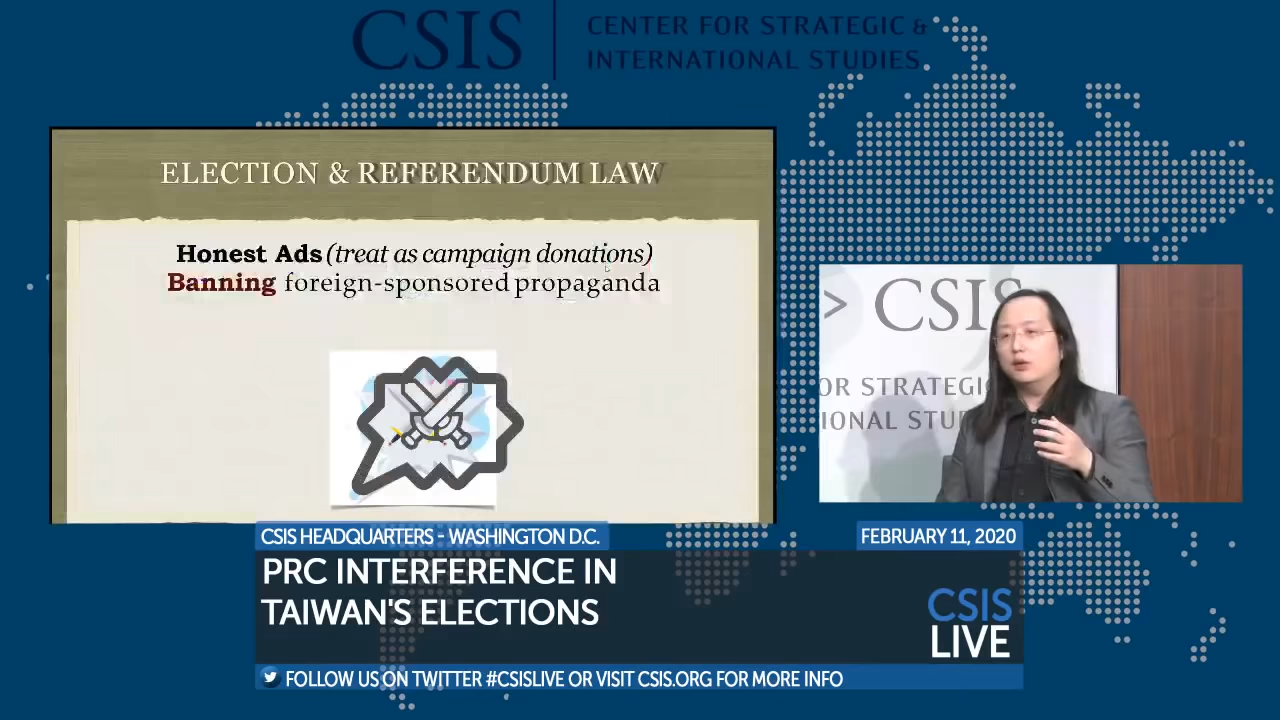 CSIS
CENTER FOR STRATEGIC &
INTERNATIONAL STUDIES
ELECTION & REFERENDUM LAW
Honest Ads (treat as campaign donations)
Banning foreign-sponsored propaganda
> CSIS
OR STRATEGI
IONAL STU
CSIS HEADQUARTERS - WASHINGTON D.C.
FEBRUARY 11, 2020
PRC INTERFERENCE IN
TAIWAN'S ELECTIONS
CSIS
LIVE
FOLLOW US ON TWITTER #CSISLIVE OR VISIT CSIS.ORG FOR MORE INFO